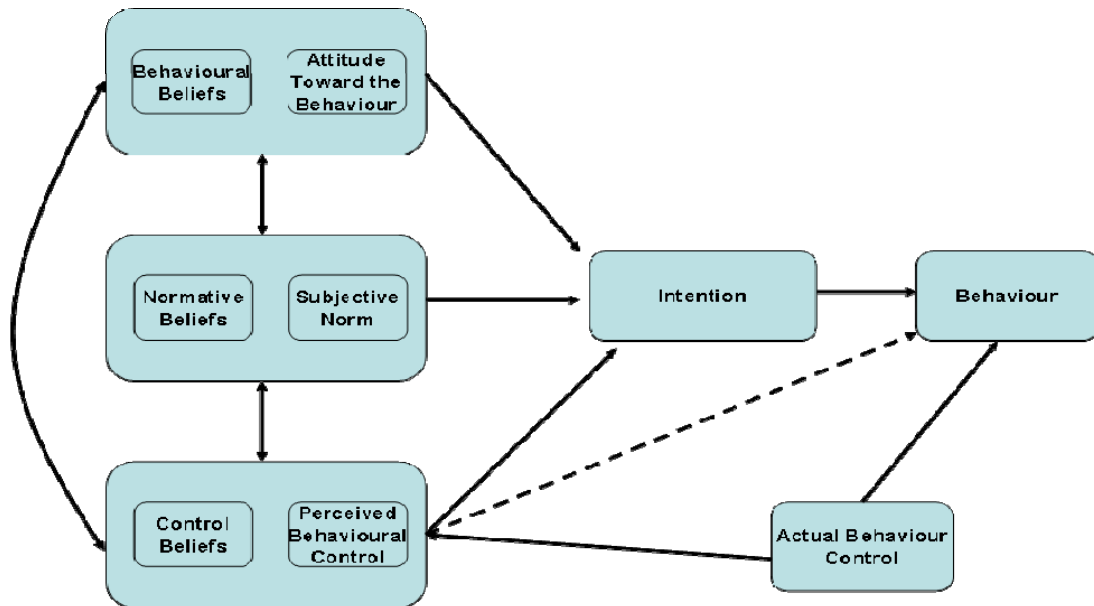 Behavioural
Beliefs
Attitude
Toward the
Behaviour
Normative
Beliefs
Subjective
Norm
Intention
Behaviour
Control
Beliefs
Perceived
Behavioural
Control
Actual Behaviour
Control